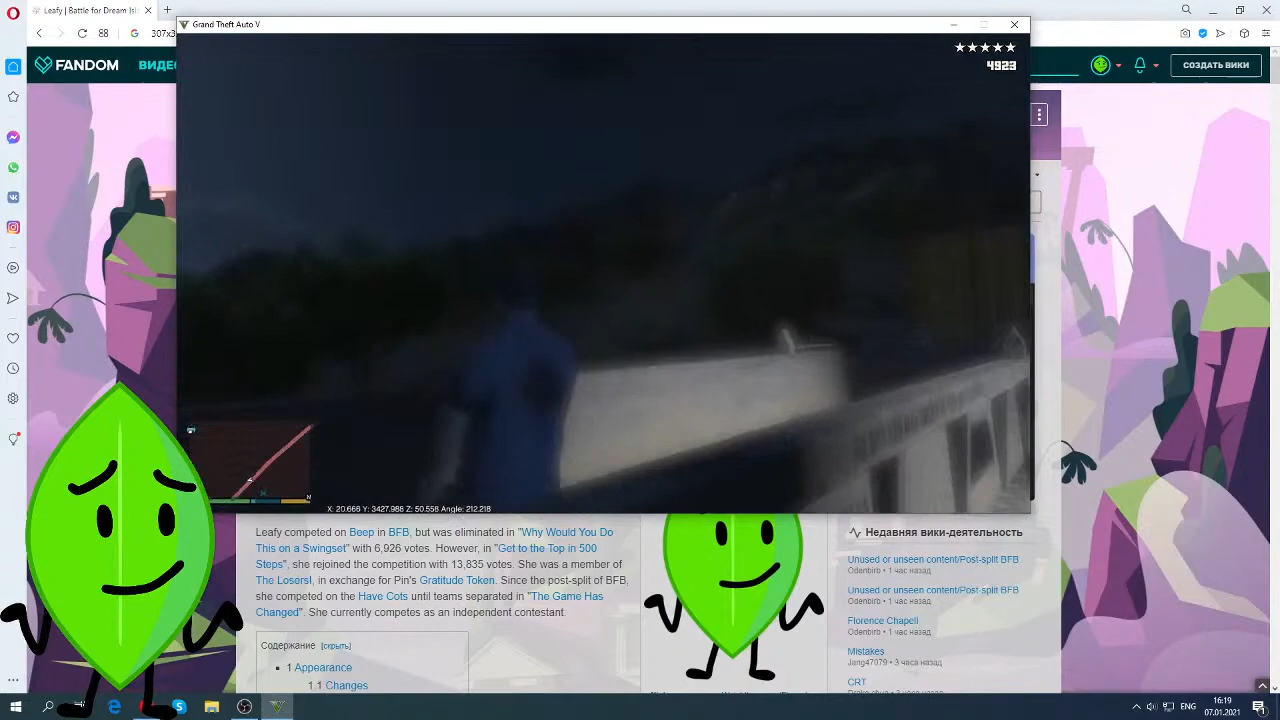 Leafy | Battle for Dream Isl
307x3
Grand Theft Auto V
FANDOM
ВИДЕО
СОЗДАТЬ ВИКИ
4923
N
X: 20.666 Y: 3427.988 Z: 50.558 Angle: 212.218
Leafy competed on Beep in BFB, but was eliminated in "Why Would You Do
This on a Swingset" with 6,926 votes. However, in "Get to the Top in 500
Steps", he rejoined the competition with 13,835 votes. She was a member of
The Losers!, in exchange for Pin's Gratitude Token. Since the post-split of BFB,
she competed on the Have Cots until teams separated in "The Game Has
Changed". She currently competes as an independent contestant.
Содержание [скрыть]
1 Appearance
1.1 Changes
Недавняя вики-деятельность
Unused or unseen content/Post-split BFB
Odenbirb • 1 час назад
Unused or unseen content/Post-split BFB
Odenbirb • 1 час назад
Florence Chapell
Odenbirb • 1 час назад
Mistakes
Jang47079 • 3 часа назад
CRT
ENG
16:19
07.01.2021